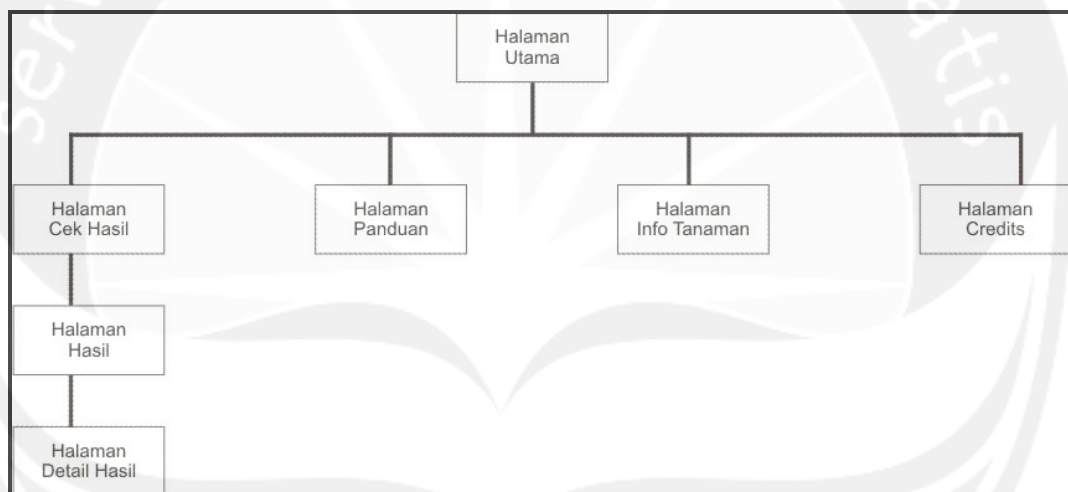 Halaman
Utama
Halaman
Cek Hasil
Halaman
Panduan
Halaman
Info Tanaman
Halaman
Credits
Halaman
Hasil
Halaman
Detail Hasil